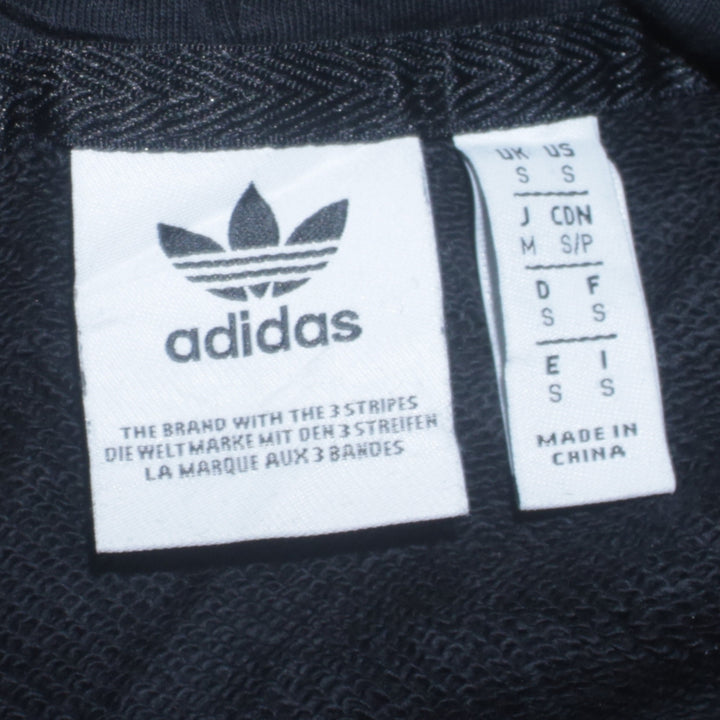 adidas
THE BRAND WITH THE 3 STRIPES
DIE WELTMARKE MIT DEN 3 STREIFEN
LA MARQUE AUX 3 BANDES
UK US
S S
J CDN
M S/P
D F
S S
E I
S S
MADE IN
CHINA